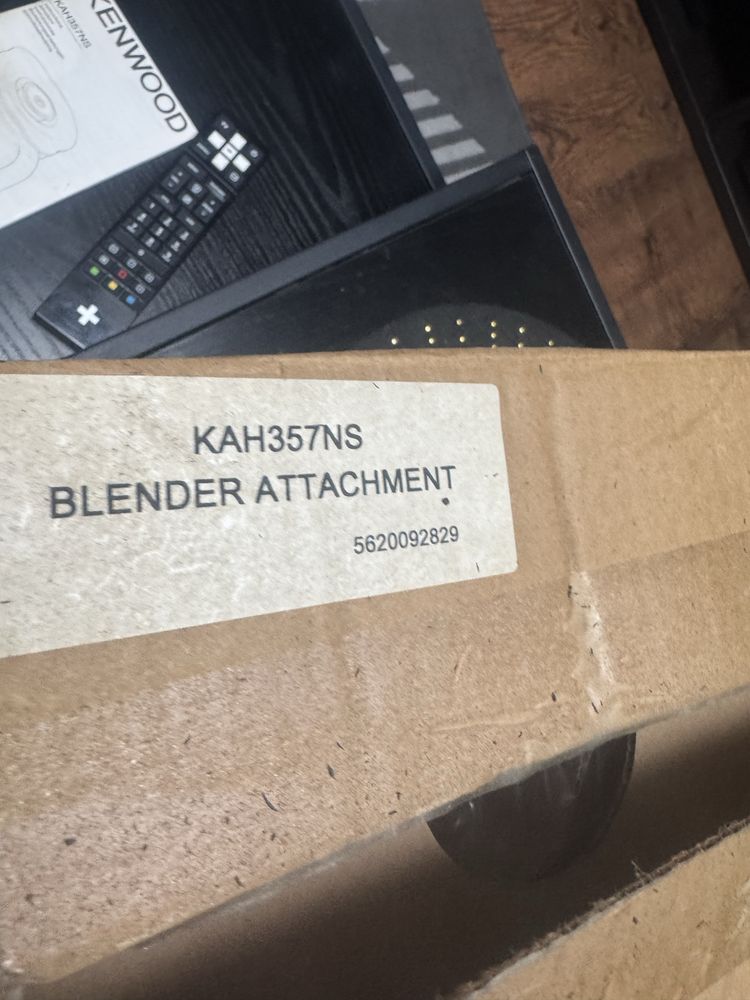 KENWOOD
KAH357NS
KAH357NS
BLENDER ATTACHMENT
5620092829